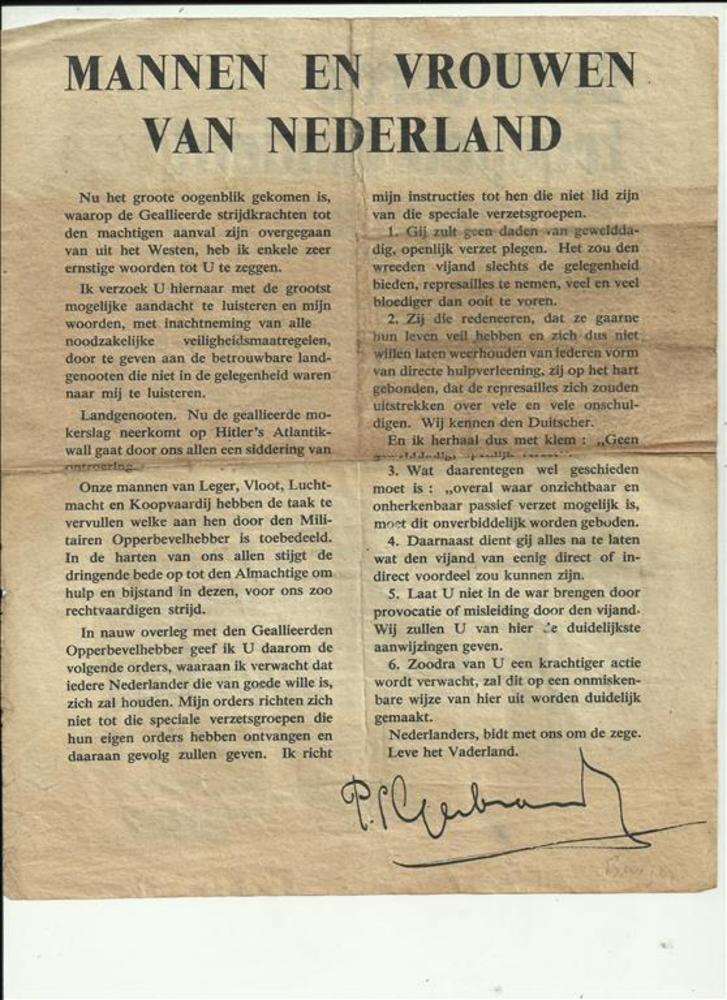 MANNEN EN VROUWEN
VAN NEDERLAND
Nu het groote oogenblik gekomen is,
waarop de Geallieerde strijdkrachten tot
den machtigen aanval zijn overgegaan
van uit het Westen, heb ik enkele zeer
ernstige woorden tot U te zeggen.
Ik verzoek U hiernaar met de grootst
mogelijke aandacht te luisteren en mijn
woorden, met inachtneming van alle
noodzakelijke veiligheidsmaatregelen,
door te geven aan de betrouwbare land-
genooten die niet in de gelegenheid waren
naar mij te luisteren.
Landgenooten. Nu de geallieerde mo-
kerslag neerkomt op Hitler's Atlantik-
wall gaat door ons allen een siddering van
ontroering.
Onze mannen van Leger, Vloot, Lucht-
macht en Koopvaardij hebben de taak te
vervullen welke aan hen door den Mili-
tairen Opperbevelhebber is toebedeeld.
In de harten van ons allen stijgt de
dringende bede op tot den Almachtige om
hulp en bijstand in dezen, voor ons zoo
rechtvaardigen strijd.
In nauw overleg met den Geallieerden
Opperbevelhebber geef ik U daarom de
volgende orders, waaraan ik verwacht dat
iedere Nederlander die van goede wille is,
zich zal houden. Mijn orders richten zich
niet tot die speciale verzetsgroepen die
hun eigen orders hebben ontvangen en
daaraan gevolg zullen geven. Ik richt
mijn instructies tot hen die niet lid zijn
van die speciale verzetsgroepen.
1. Gij zult geen daden van geweldda-
dig, openlijk verzet plegen. Het zou den
wreeden vijand slechts de gelegenheid
bieden, represailles te nemen, veel en veel
bloediger dan ooit te voren.
2. Zij die redeneeren, dat ze gaarne
hun leven veil hebben en zich dus niet
willen laten weerhouden van iederen vorm
van directe hulpverleening, zij op het hart
gebonden, dat de represailles zich zouden
uitstrekken over vele en vele onschul-
digen. Wij kennen den Duitscher.
En ik herhaal dus met klem : „Geen
3. Wat daarentegen wel geschieden
moet is : „overal waar onzichtbaar en
onherkenbaar passief verzet mogelijk is,
moet dit onverbiddelijk worden geboden.
4. Daarnaast dient gij alles na te laten
wat den vijand van eenig direct of in-
direct voordeel zou kunnen zijn.
5. Laat U niet in de war brengen door
provocatie of misleiding door den vijand.
Wij zullen U van hier de duidelijkste
aanwijzingen geven.
6. Zoodra van U een krachtiger actie
wordt verwacht, zal dit op een onmisken-
bare wijze van hier uit worden duidelijk
gemaakt.
Nederlanders, bidt met ons om de zege.
Leve het Vaderland.
P.S. Gerbrandy